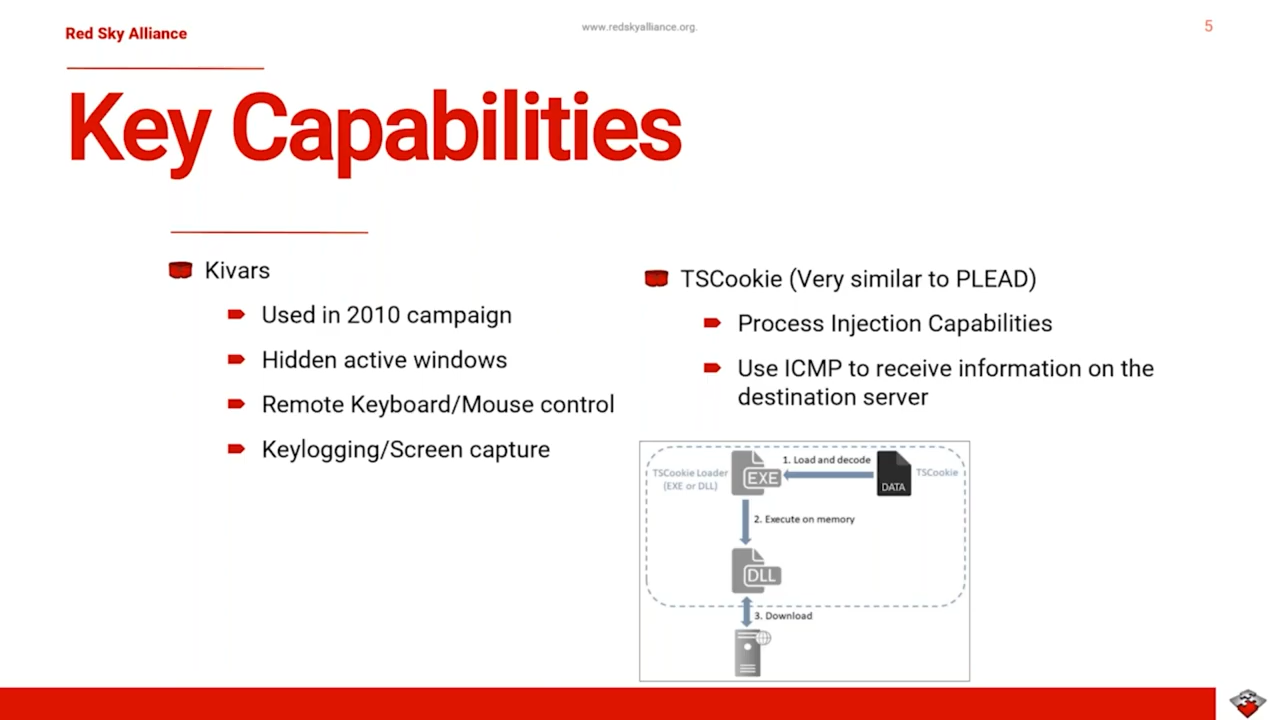 Red Sky Alliance
www.redskyalliance.org.
5
Key Capabilities
Kivars
Used in 2010 campaign
Hidden active windows
Remote Keyboard/Mouse control
Keylogging/Screen capture
TSCookie (Very similar to PLEAD)
Process Injection Capabilities
Use ICMP to receive information on the
destination server
TSCookie Loader
(EXE or DLL)
EXE
1. Load and decode
DATA
TSCookie
2. Execute on memory
DLL
3. Download